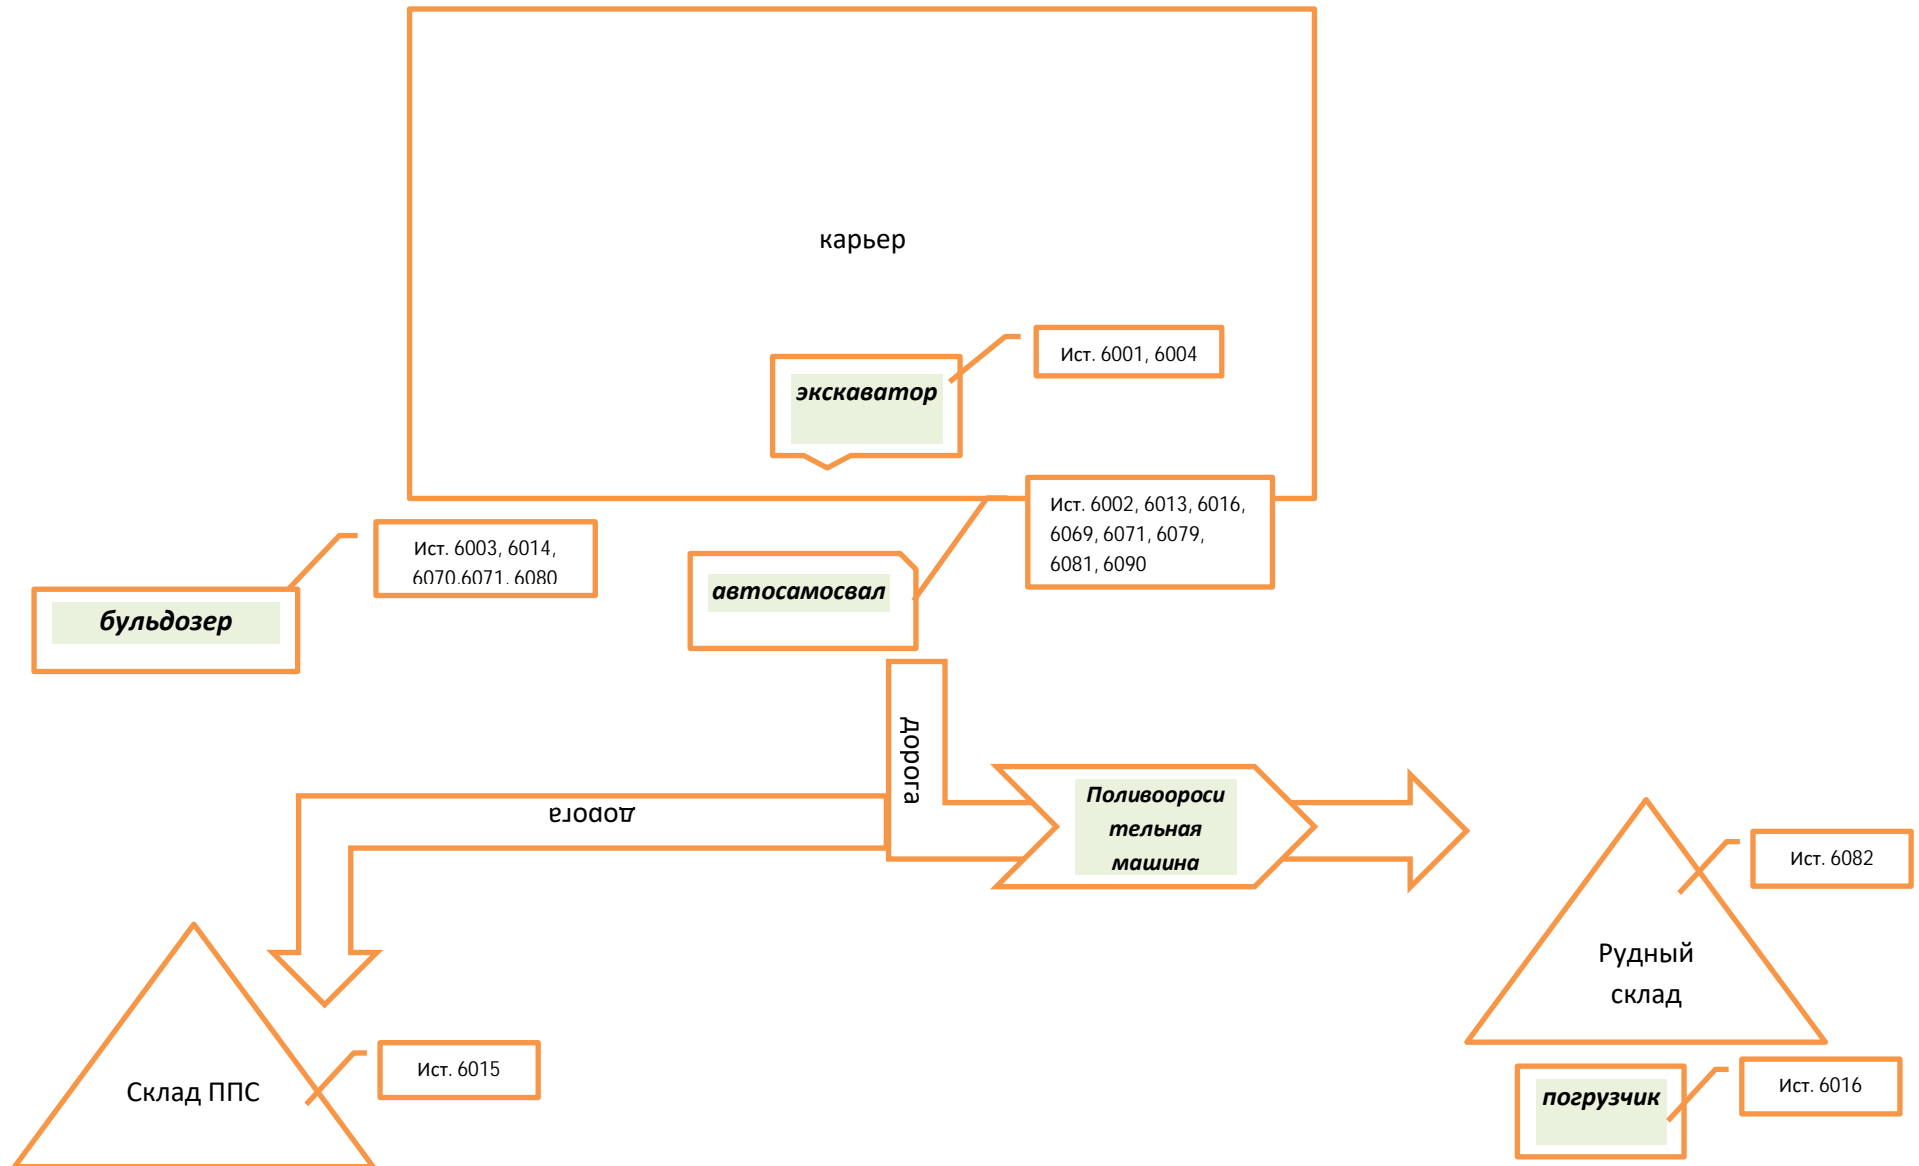 карьер
Ист. 6001, 6004
экскаватор
Ист. 6002, 6013, 6016,
6069, 6071, 6079,
6081, 6090
Ист. 6003, 6014,
6070,6071, 6080
автосамосвал
бульдозер
дорога
дорога
Поливоороси
тельная
машина
Ист. 6082
Рудный
склад
Ист. 6015
Склад ППС
погрузчик
Ист. 6016